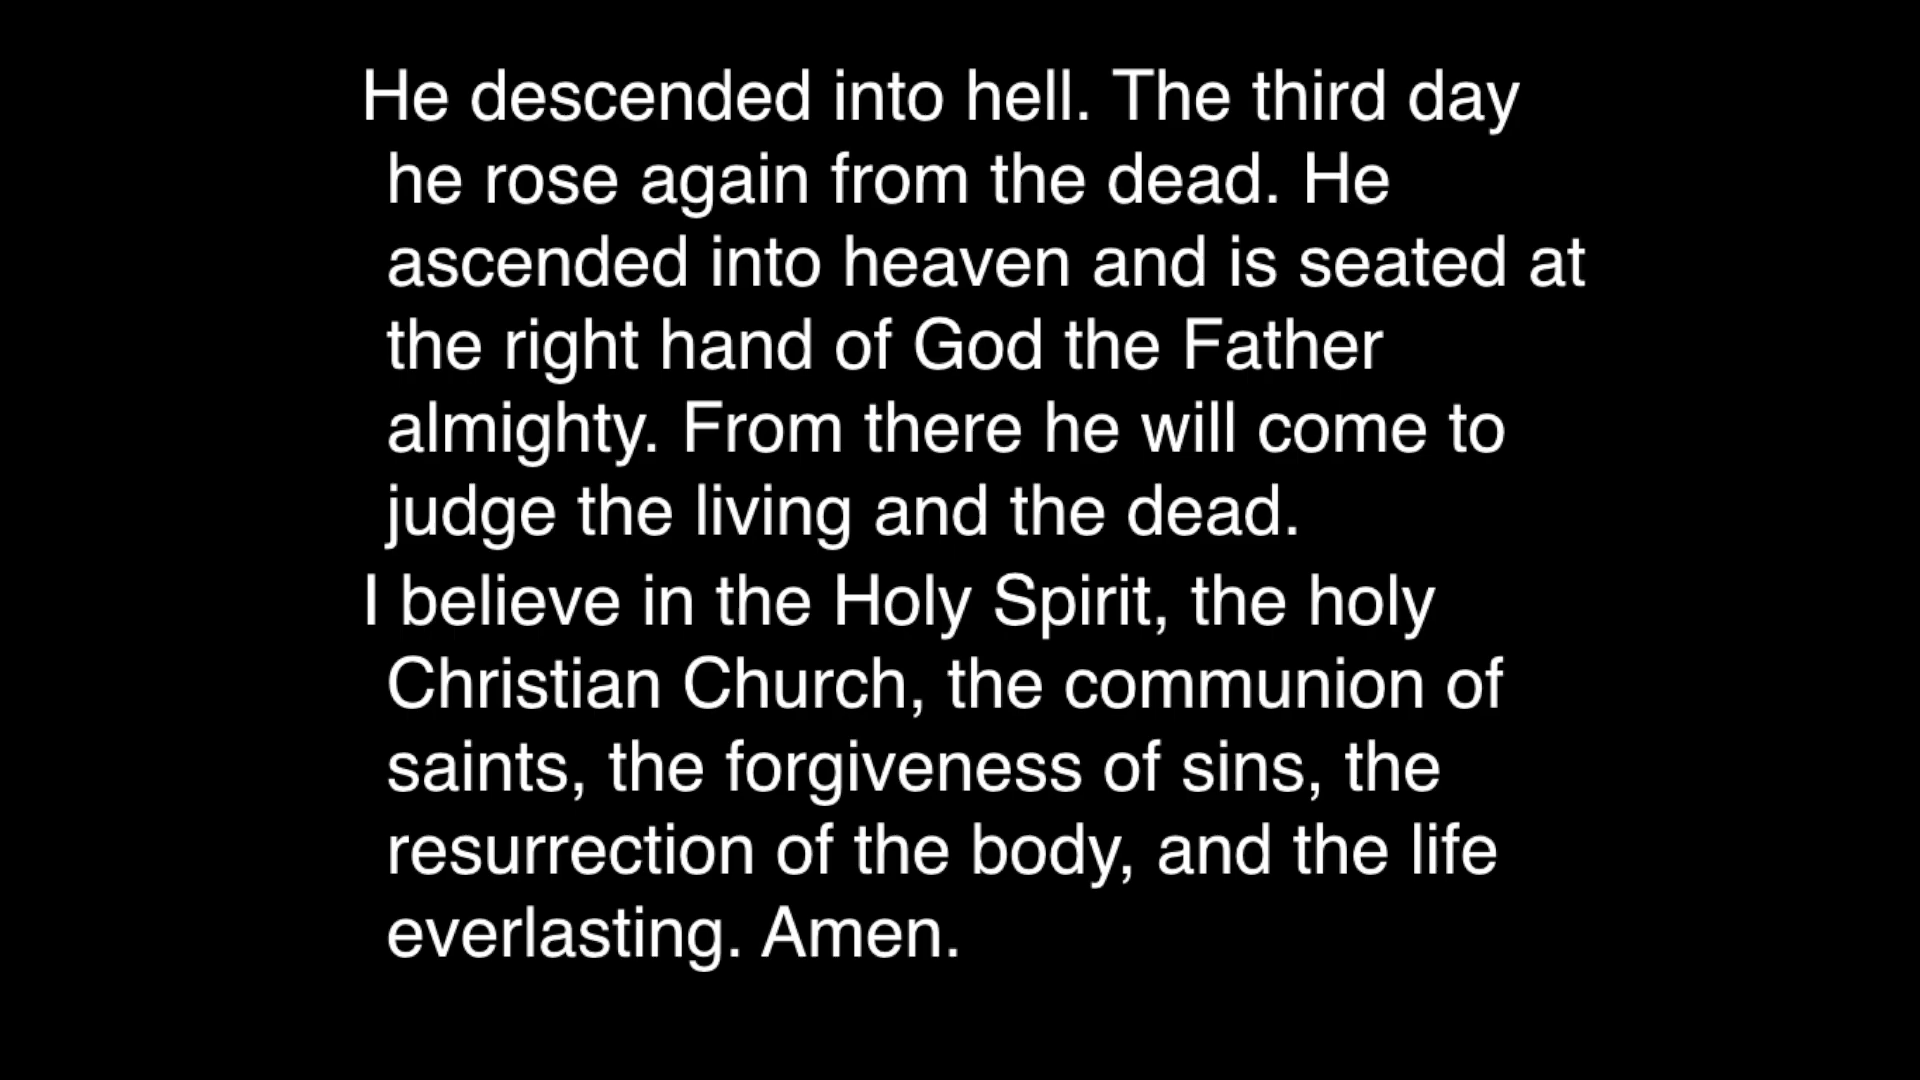 He descended into hell. The third day
he rose again from the dead. He
ascended into heaven and is seated at
the right hand of God the Father
almighty. From there he will come to
judge the living and the dead.
I believe in the Holy Spirit, the holy
Christian Church, the communion of
saints, the forgiveness of sins, the
resurrection of the body, and the life
everlasting. Amen.